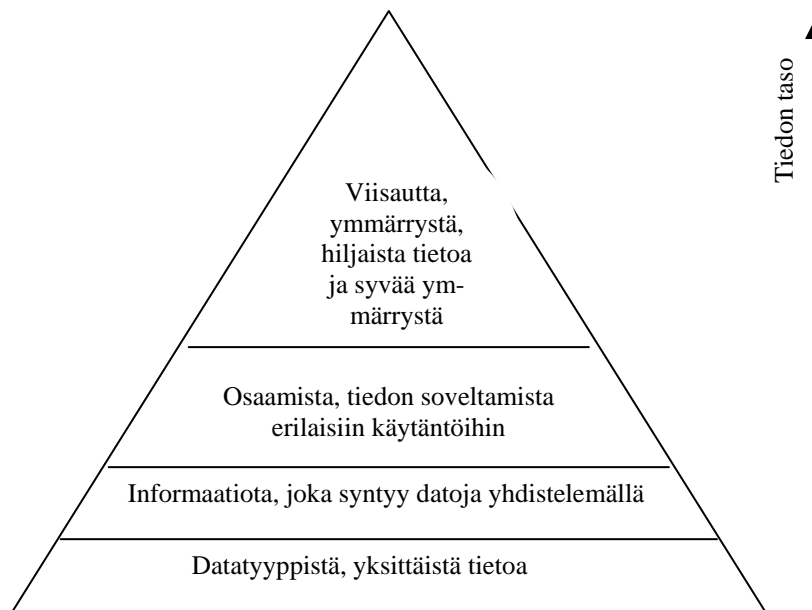 Tiedon taso
Viisautta,
ymmärrystä,
hiljaista tietoa
ja syvää ym-
märrystä
Osaamista, tiedon soveltamista
erilaisiin käytäntöihin
Informaatiota, joka syntyy datoja yhdistelemällä
Datatyyppistä, yksittäistä tietoa